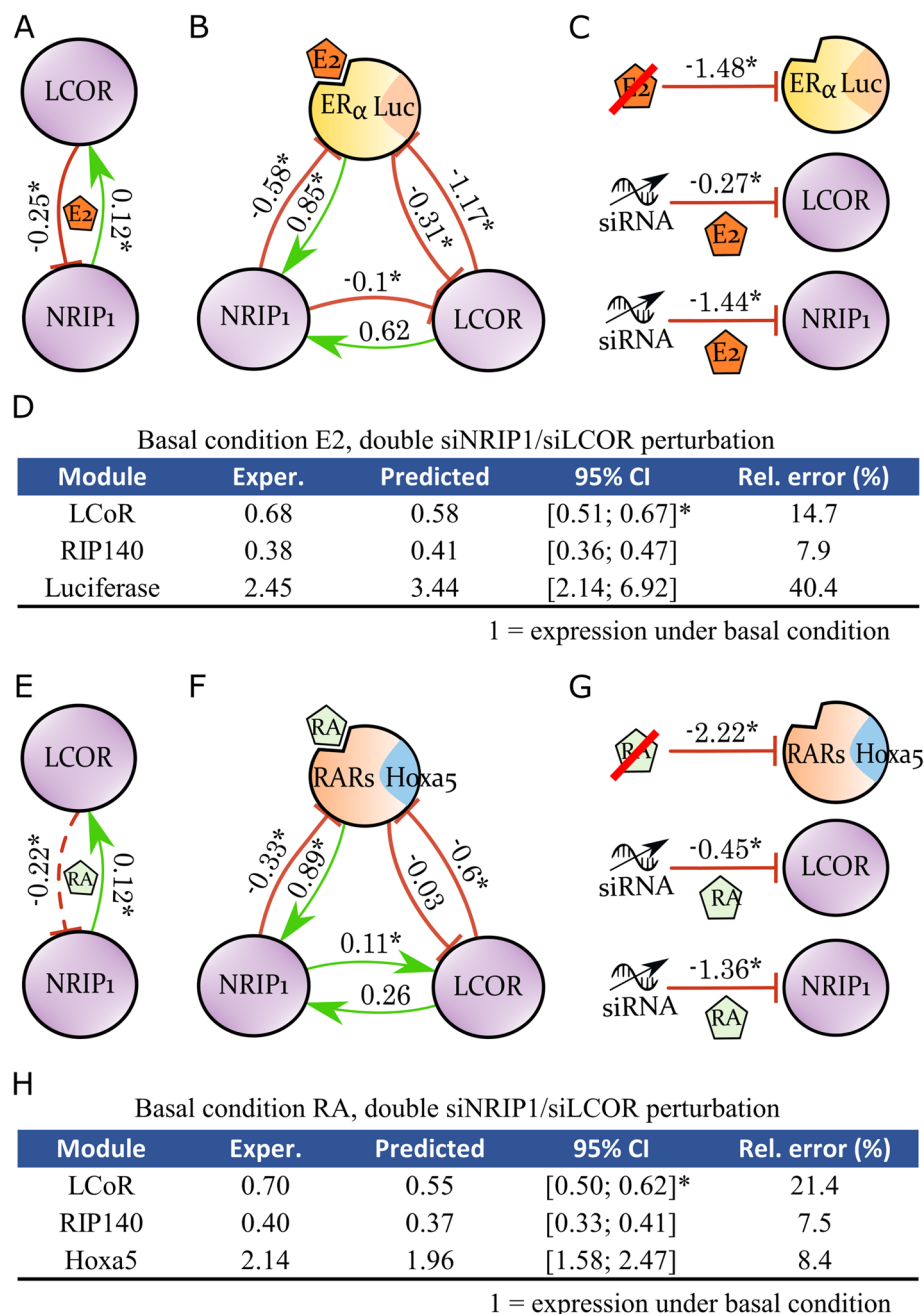 A
B
C
LCOR
-0.25*
E2
0.12*
NRIP1
E2
ERα Luc
-0.58*
0.85*
-0.31*
-1.17*
NRIP1
-0.1*
0.62
LCOR
E2
-1.48*
ERα Luc
siRNA
-0.27*
E2
LCOR
siRNA
-1.44*
E2
NRIP1
D
Basal condition E2, double siNRIP1/siLCOR perturbation
Module Exper. Predicted 95% CI Rel. error (%)
LCoR 0.68 0.58 [0.51; 0.67]* 14.7
RIP140 0.38 0.41 [0.36; 0.47] 7.9
Luciferase 2.45 3.44 [2.14; 6.92] 40.4
1 = expression under basal condition
E
F
G
LCOR
-0.22*
RA
0.12*
NRIP1
RA
RARs Hoxa5
-0.33*
0.89*
-0.03
-0.6*
NRIP1
0.11*
0.26
LCOR
RA
-2.22*
RARs Hoxa5
siRNA
-0.45*
RA
LCOR
siRNA
-1.36*
RA
NRIP1
H
Basal condition RA, double siNRIP1/siLCOR perturbation
Module Exper. Predicted 95% CI Rel. error (%)
LCoR 0.70 0.55 [0.50; 0.62]* 21.4
RIP140 0.40 0.37 [0.33; 0.41] 7.5
Hoxa5 2.14 1.96 [1.58; 2.47] 8.4
1 = expression under basal condition